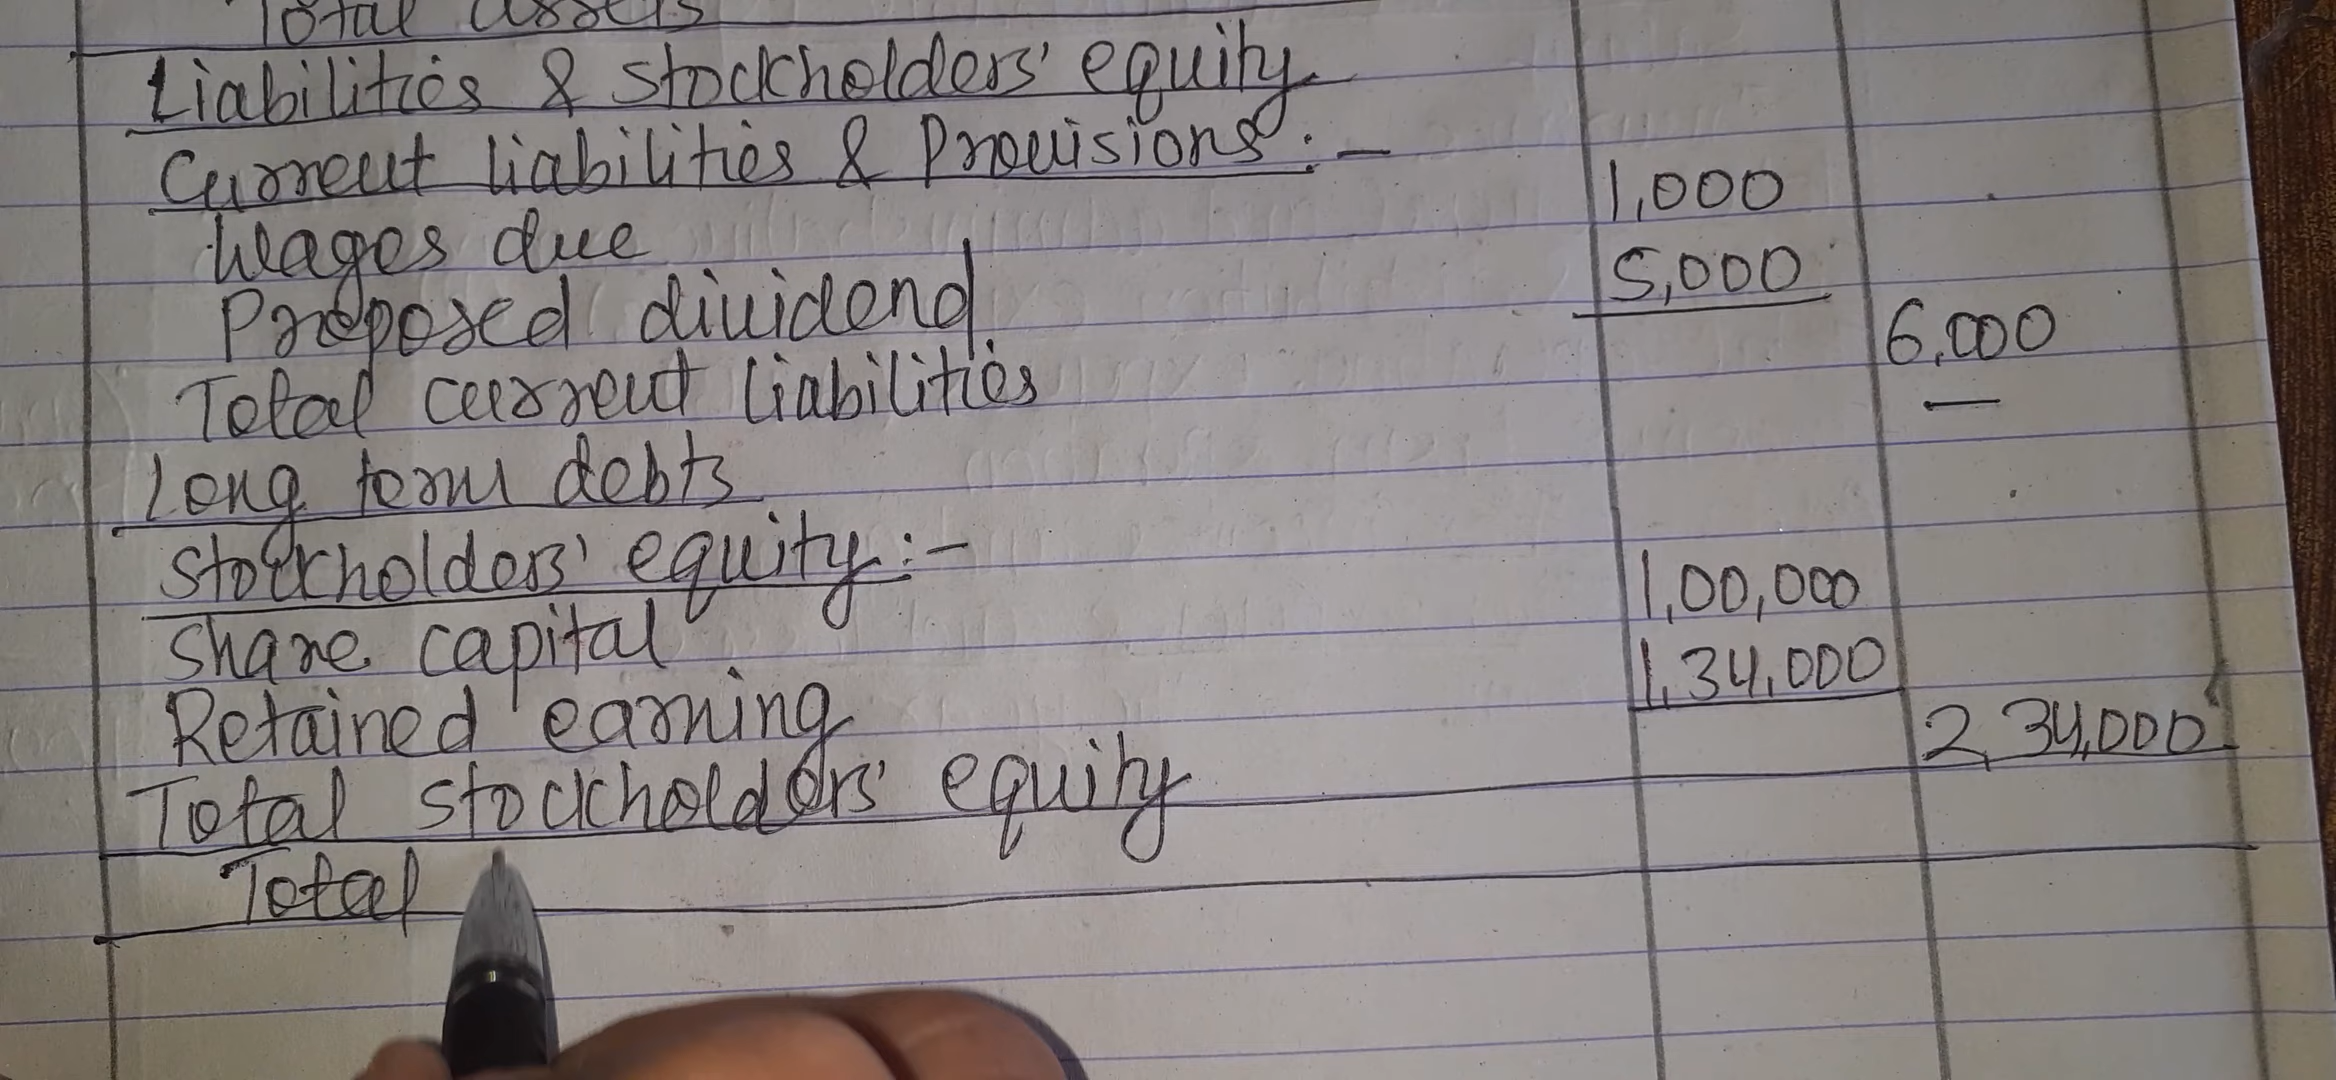 Total assets
Liabilities & stockholders' equity
Current liabilities & Provisions:-
Wages due 1,000
Proposed dividend 5,000
Total current liabilities 6,000
Long term debts —
Stockholders' equity:-
Share capital 1,00,000
Retained earning 1,34,000
Total stockholders' equity 2,34,000
Total